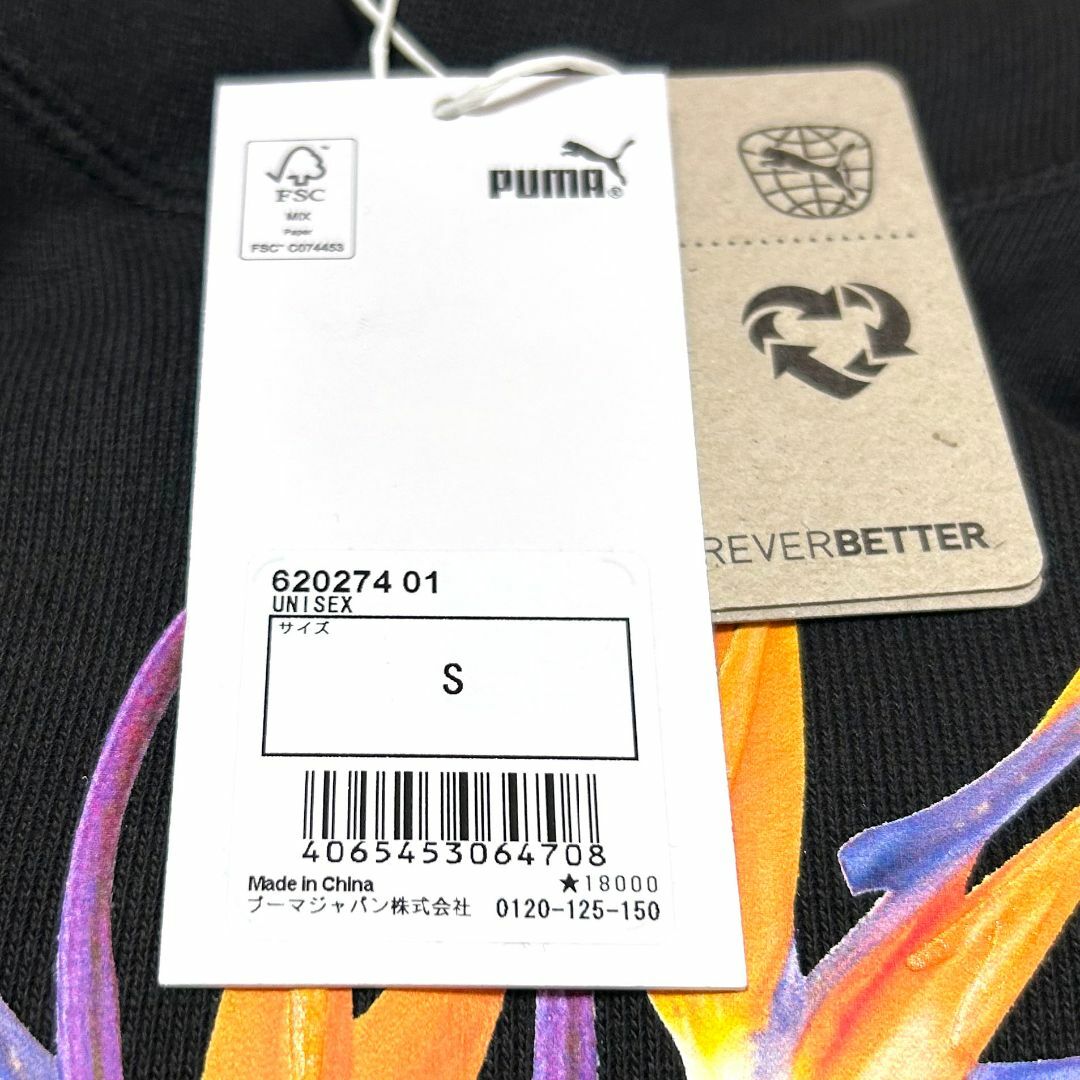 FSC
MIX
Paper
FSC™ C074453
PUMA®
REVERBETTER
620274 01
UNISEX
サイズ
S
4065453064708
Made in China
★18000
プーマジャパン株式会社 0120-125-150